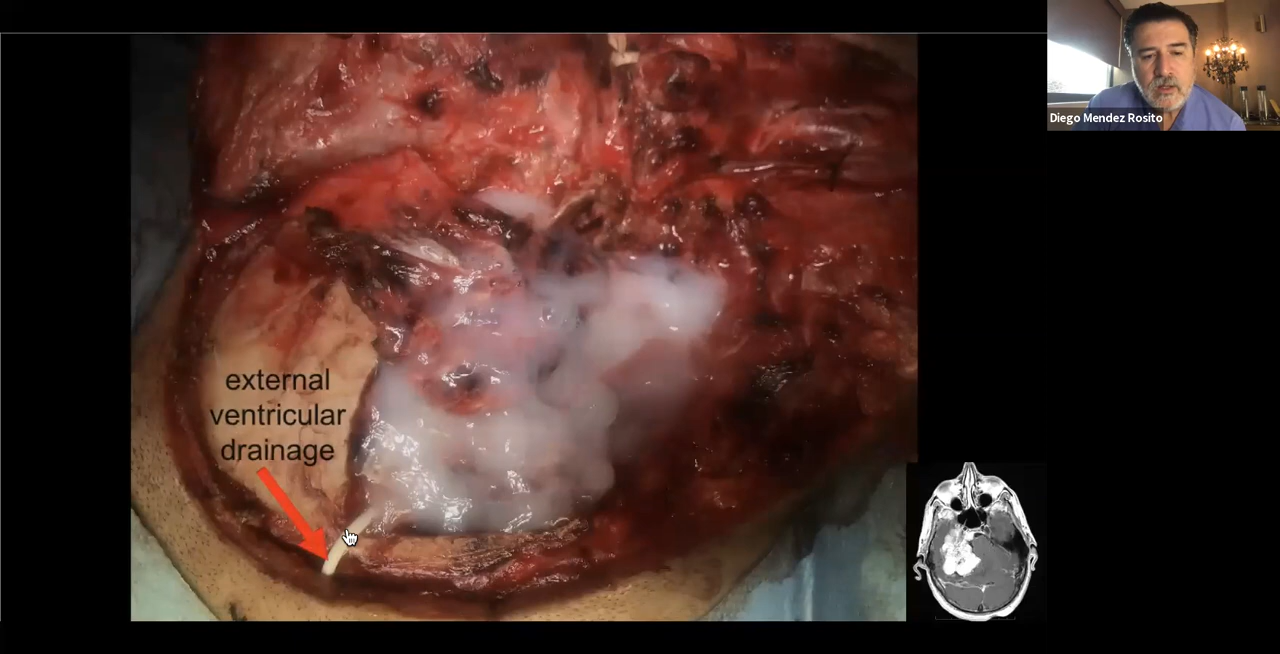 Diego Mendez Rosito
external
ventricular
drainage